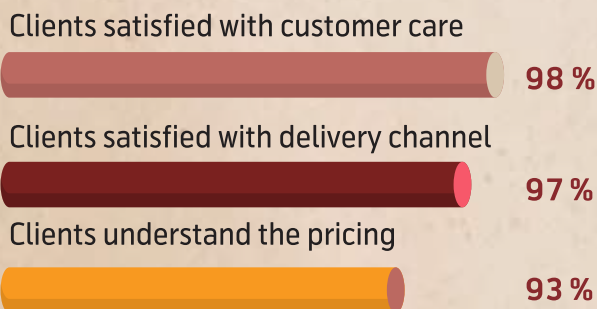 Clients satisfied with customer care
98 %
Clients satisfied with delivery channel
97 %
Clients understand the pricing
93 %